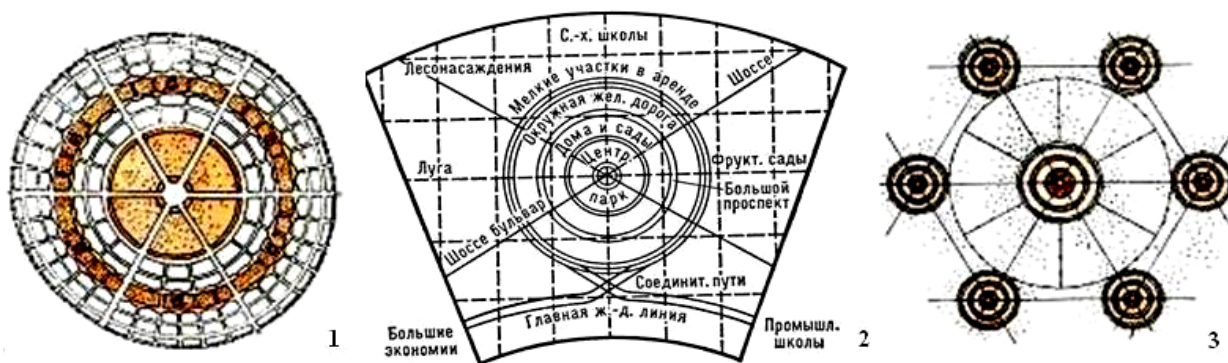 С.-х. школы
Лесонасаждения
Шоссе
Мелкие участки в аренде
Окружная жел. дорога
Дома и сады
Центр.
парк
Луга
Фрукт. сады
Большой
проспект
Шоссе бульвар
Соединит. пути
Главная ж.-д. линия
Большие
экономии
Промышл.
школы
1
2
3